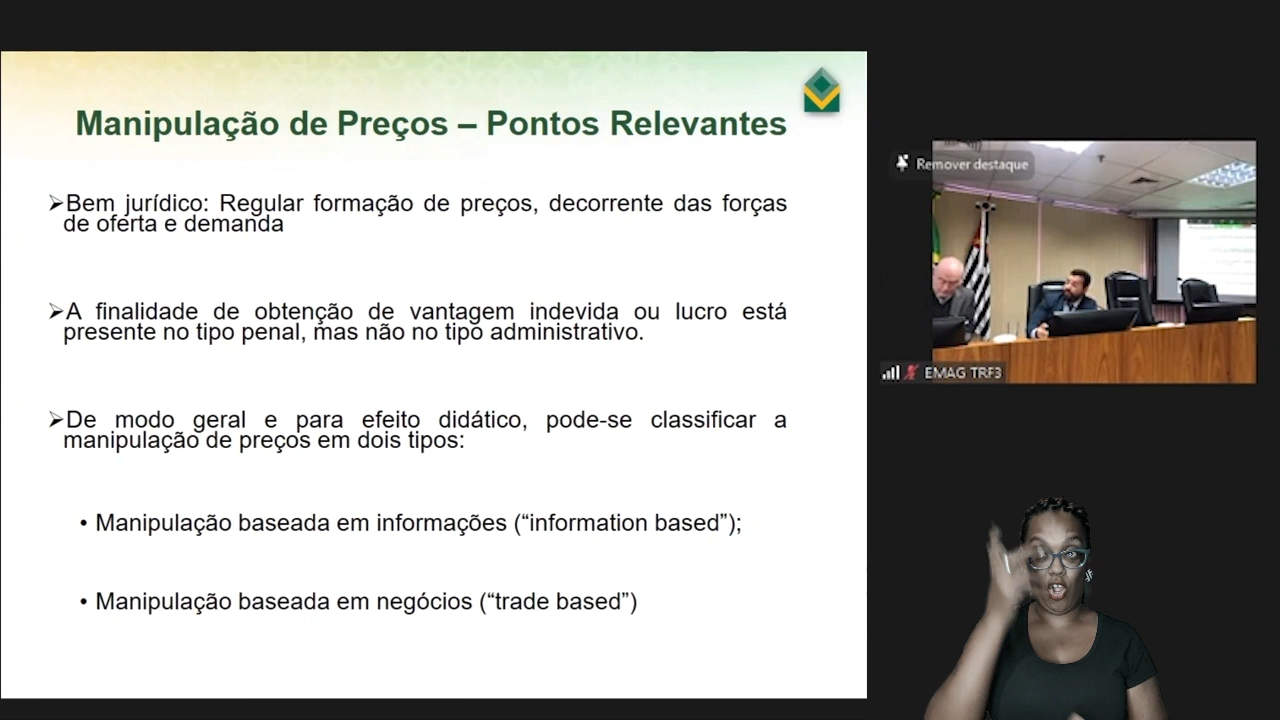 Manipulação de Preços – Pontos Relevantes
➢Bem jurídico: Regular formação de preços, decorrente das forças
de oferta e demanda
➢A finalidade de obtenção de vantagem indevida ou lucro está
presente no tipo penal, mas não no tipo administrativo.
➢De modo geral e para efeito didático, pode-se classificar a
manipulação de preços em dois tipos:
• Manipulação baseada em informações (“information based”);
• Manipulação baseada em negócios (“trade based”)
Remover destaque
EMAG TRF3